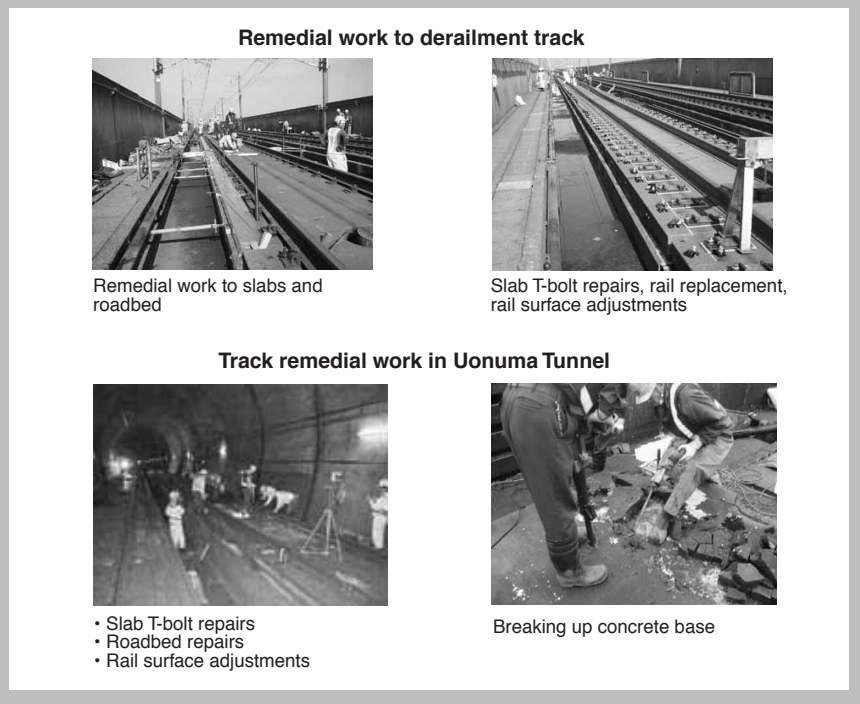 Remedial work to derailment track
Remedial work to slabs and
roadbed
Slab T-bolt repairs, rail replacement,
rail surface adjustments
Track remedial work in Uonuma Tunnel
• Slab T-bolt repairs
• Roadbed repairs
• Rail surface adjustments
Breaking up concrete base